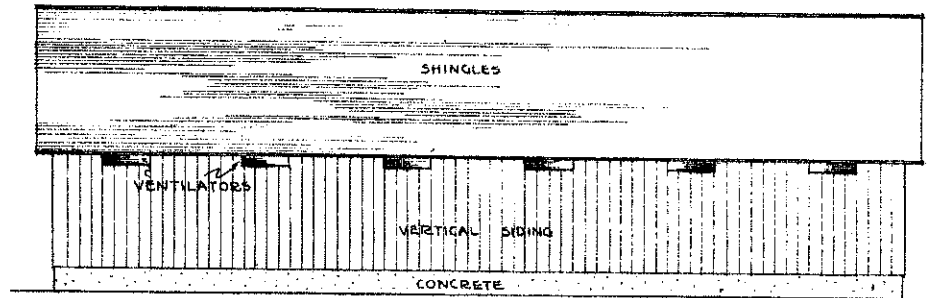 SHINGLES
VENTILATORS
VERTICAL SIDING
CONCRETE